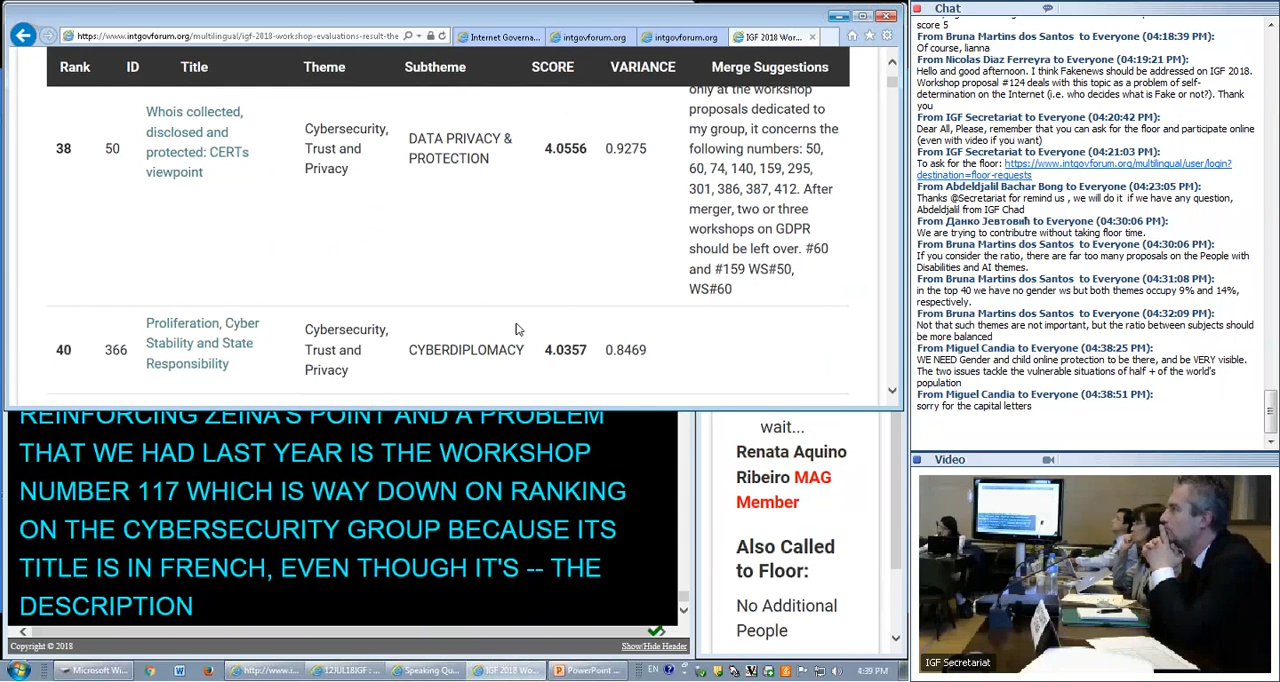 https://www.intgovforum.org/multilingual/igf-2018-workshop-evaluations-result-the
Internet Governa...
intgovforum.org
intgovforum.org
IGF 2018 Wor...
Rank ID Title Theme Subtheme SCORE VARIANCE Merge Suggestions
only at the workshop
proposals dedicated to
my group, it concerns the
following numbers: 50,
60, 74, 140, 159, 295,
301, 386, 387, 412. After
merger, two or three
workshops on GDPR
should be left over. #60
and #159 WS#50,
WS#60
38 50
Whois collected,
disclosed and
protected: CERTs
viewpoint
Cybersecurity,
Trust and
Privacy
DATA PRIVACY &
PROTECTION
4.0556 0.9275
40 366
Proliferation, Cyber
Stability and State
Responsibility
Cybersecurity,
Trust and
Privacy
CYBERDIPLOMACY 4.0357 0.8469
REINFORCING ZEINA'S POINT AND A PROBLEM
THAT WE HAD LAST YEAR IS THE WORKSHOP
NUMBER 117 WHICH IS WAY DOWN ON RANKING
ON THE CYBERSECURITY GROUP BECAUSE ITS
TITLE IS IN FRENCH, EVEN THOUGH IT'S -- THE
DESCRIPTION
wait...
Renata Aquino
Ribeiro MAG
Member
Also Called
to Floor:
No Additional
People
Copyright © 2018
Show/Hide Header
Chat
score 5
From Bruna Martins dos Santos to Everyone (04:18:39 PM):
Of course, lianna
From Nicolas Diaz Ferreyra to Everyone (04:19:21 PM):
Hello and good afternoon. I think Fakenews should be addressed on IGF 2018.
Workshop proposal #124 deals with this topic as a problem of self-
determination on the Internet (i.e. who decides what is Fake or not?). Thank
you
From IGF Secretariat to Everyone (04:20:42 PM):
Dear All, Please, remember that you can ask for the floor and participate online
(even with video if you want)
From IGF Secretariat to Everyone (04:21:03 PM):
To ask for the floor: https://www.intgovforum.org/multilingual/user/login?
destination=floor-requests
From Abdeldjalil Bachar Bong to Everyone (04:23:05 PM):
Thanks @Secretariat for remind us , we will do it if we have any question,
Abdeldjalil from IGF Chad
From Данко Јевтовић to Everyone (04:30:06 PM):
We are trying to contributre without taking floor time.
From Bruna Martins dos Santos to Everyone (04:30:06 PM):
If you consider the ratio, there are far too many proposals on the People with
Disabilities and AI themes.
From Bruna Martins dos Santos to Everyone (04:31:08 PM):
in the top 40 we have no gender ws but both themes occupy 9% and 14%,
respectively.
From Bruna Martins dos Santos to Everyone (04:32:09 PM):
Not that such themes are not important, but the ratio between subjects should
be more balanced
From Miguel Candia to Everyone (04:38:25 PM):
WE NEED Gender and child online protection to be there, and be VERY visible.
The two issues tackle the vulnerable situations of half + of the world's
population
From Miguel Candia to Everyone (04:38:51 PM):
sorry for the capital letters
Video
IGF Secretariat
Microsoft Wi...
http://www.i...
12JUL18IGF : ...
Speaking Qu...
IGF 2018 Wo...
PowerPoint ...
EN
4:39 PM